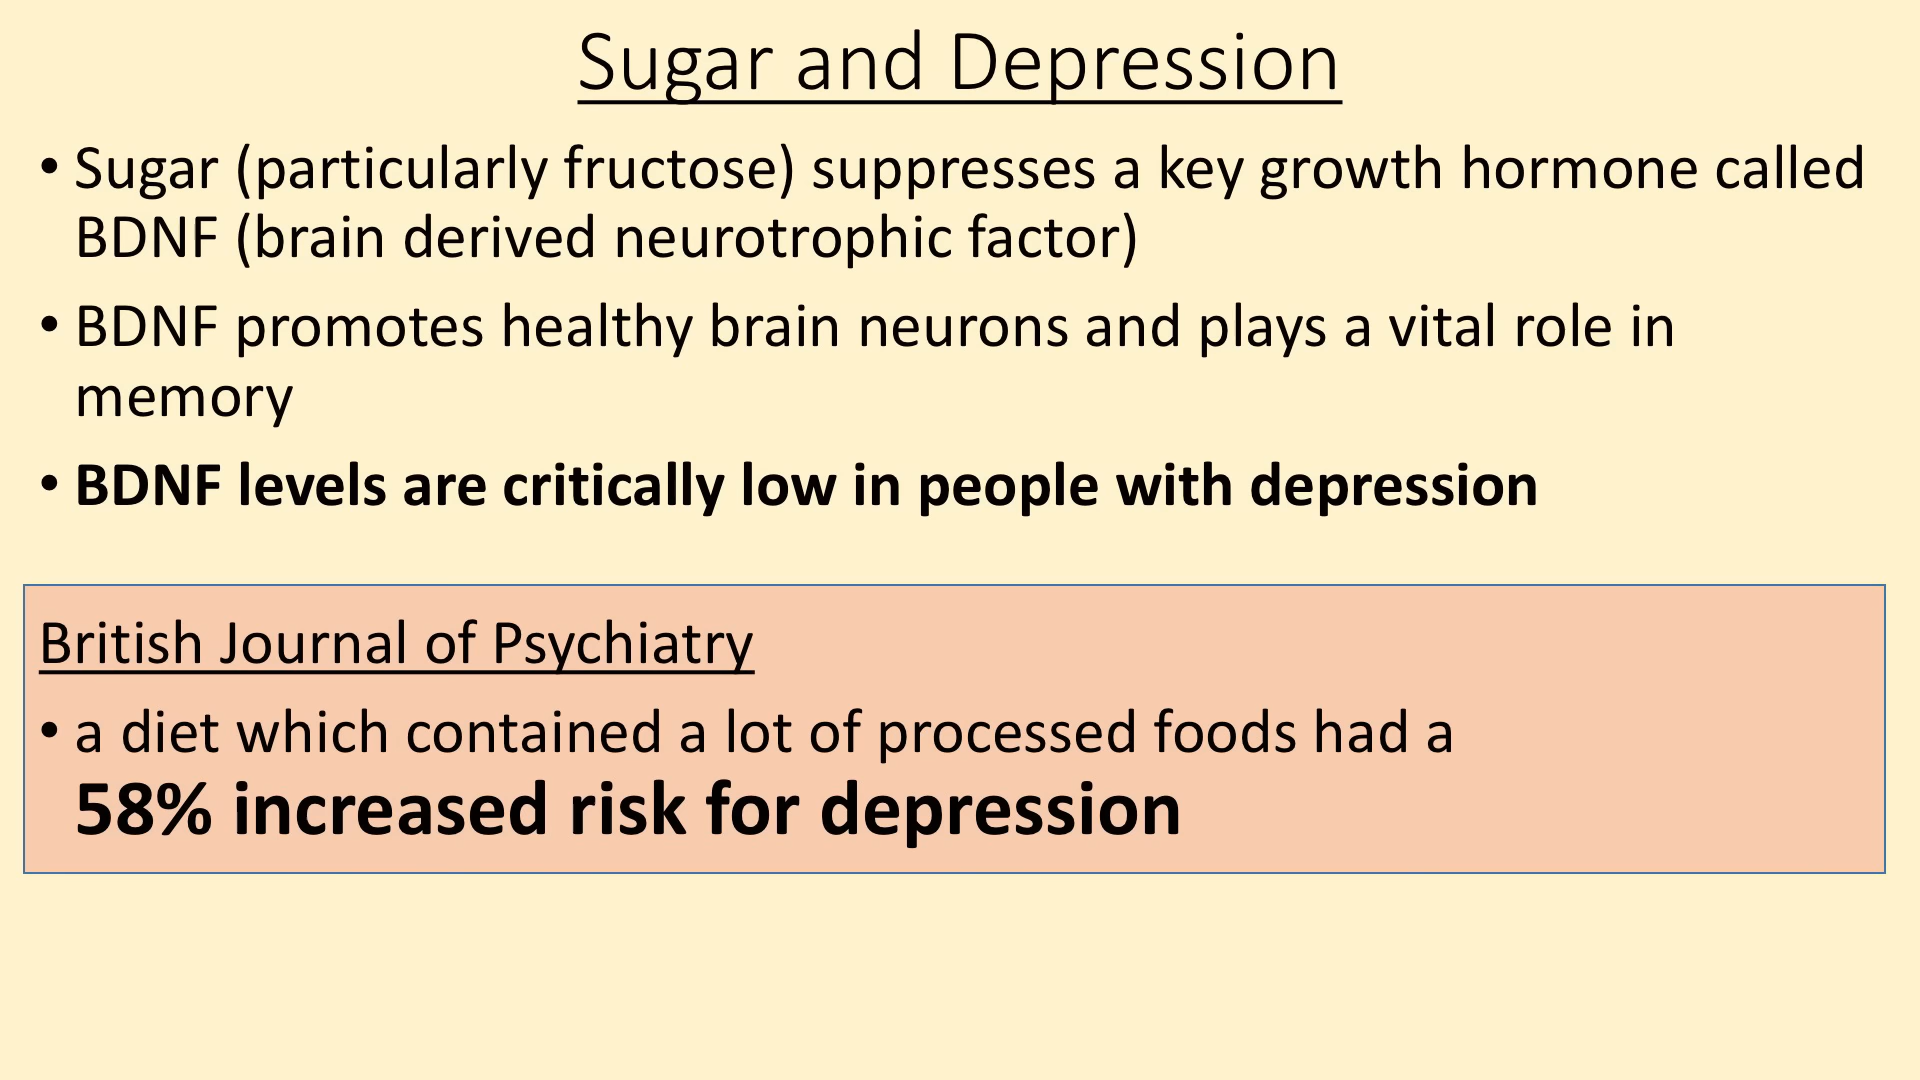 Sugar and Depression
• Sugar (particularly fructose) suppresses a key growth hormone called
BDNF (brain derived neurotrophic factor)
• BDNF promotes healthy brain neurons and plays a vital role in
memory
• BDNF levels are critically low in people with depression
British Journal of Psychiatry
• a diet which contained a lot of processed foods had a
58% increased risk for depression